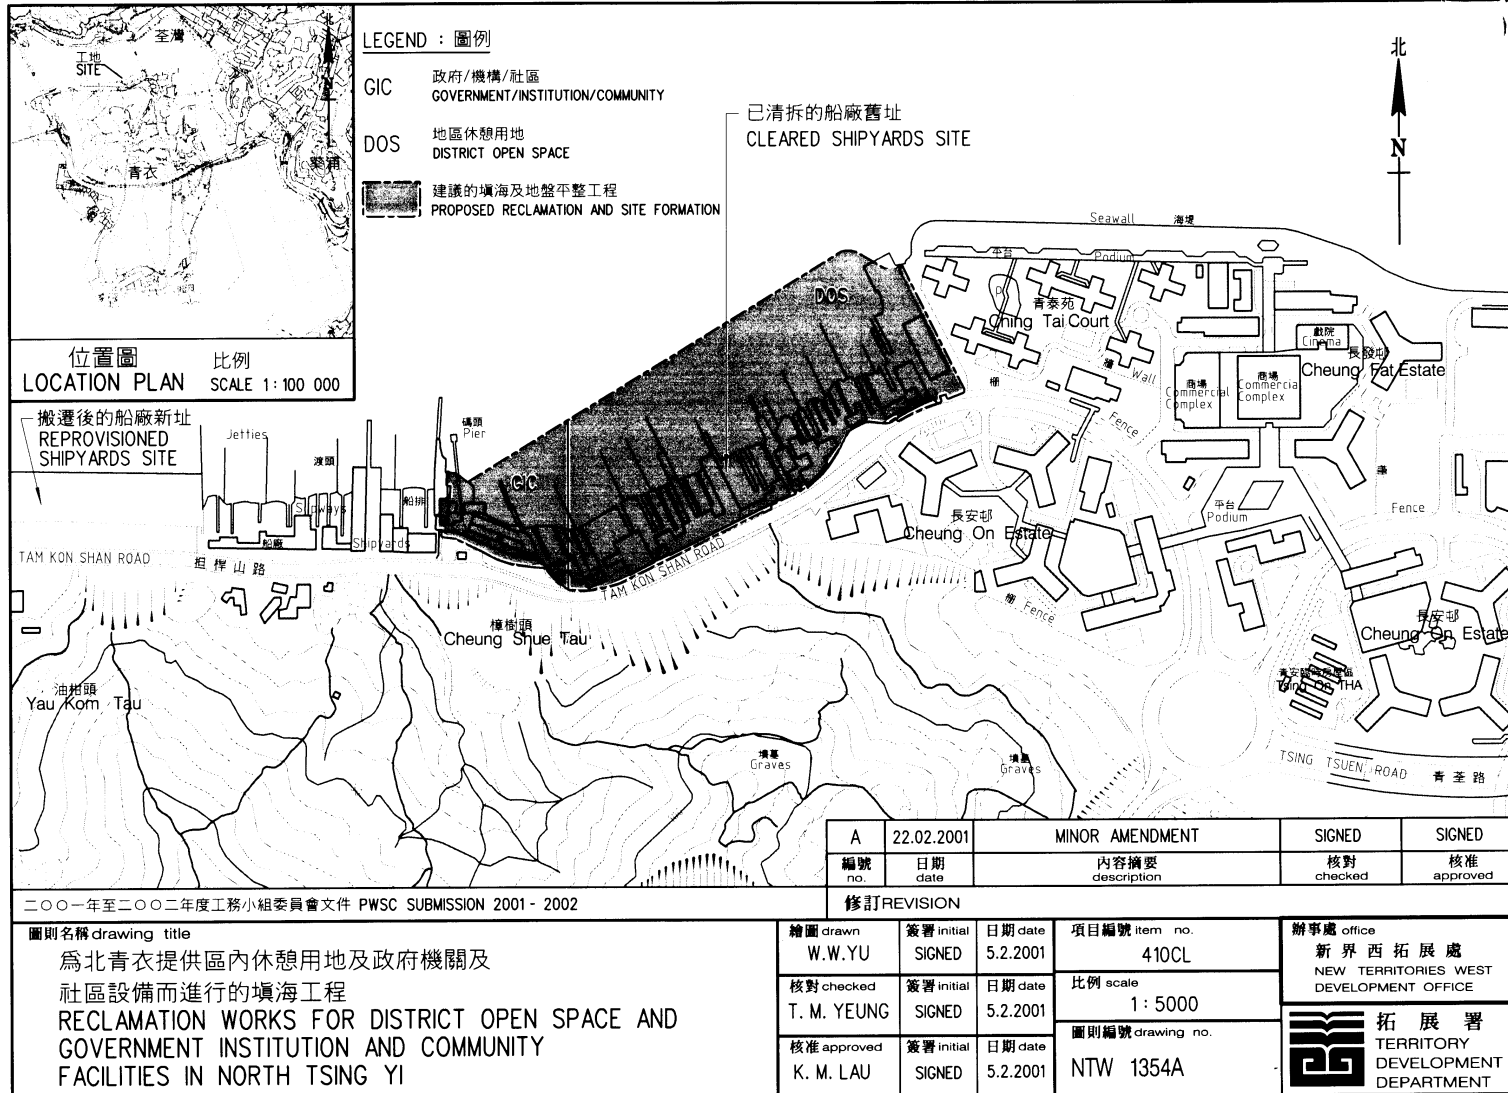 荃灣
北
工地
SITE
N
青衣
葵涌
位置圖
LOCATION PLAN
比例
SCALE 1:100 000
LEGEND : 圖例
GIC
政府/機構/社區
GOVERNMENT/INSTITUTION/COMMUNITY
DOS
地區休憩用地
DISTRICT OPEN SPACE
建議的填海及地盤平整工程
PROPOSED RECLAMATION AND SITE FORMATION
已清拆的船廠舊址
CLEARED SHIPYARDS SITE
北
N
Seawall 海堤
平台
Podium
DOS
青泰苑
Ching Tai Court
戲院
Cinema
長發邨
Cheung Fat Estate
牆
Wall
商場
Commercial
Complex
商場
Commercial
Complex
柵
Fence
搬遷後的船廠新址
REPROVISIONED
SHIPYARDS SITE
Jetties
渡頭
碼頭
Pier
GIC
船排
Slipways
船廠
Shipyards
平台
Podium
Fence
長安邨
Cheung On Estate
TAM KON SHAN ROAD
担桿山路
TAM KON SHAN ROAD
柵 Fence
樟樹頭
Cheung Shue Tau
長安邨
Cheung On Estate
青安臨時房屋區
Tsing On THA
油柑頭
Yau Kom Tau
墳墓
Graves
墳墓
Graves
TSING TSUEN ROAD 青荃路
A 22.02.2001 MINOR AMENDMENT SIGNED SIGNED
編號 日期 內容摘要 核對 核准
no. date description checked approved
二〇〇一年至二〇〇二年度工務小組委員會文件 PWSC SUBMISSION 2001 - 2002
修訂REVISION
圖則名稱 drawing title
為北青衣提供區內休憩用地及政府機關及
社區設備而進行的填海工程
RECLAMATION WORKS FOR DISTRICT OPEN SPACE AND
GOVERNMENT INSTITUTION AND COMMUNITY
FACILITIES IN NORTH TSING YI
繪圖 drawn 簽署 initial 日期 date
W.W.YU SIGNED 5.2.2001
核對 checked 簽署 initial 日期 date
T. M. YEUNG SIGNED 5.2.2001
核准 approved 簽署 initial 日期 date
K. M. LAU SIGNED 5.2.2001
項目編號 item no.
410CL
比例 scale
1 : 5000
圖則編號 drawing no.
NTW 1354A
辦事處 office
新界西拓展處
NEW TERRITORIES WEST
DEVELOPMENT OFFICE
拓展署
TERRITORY
DEVELOPMENT
DEPARTMENT